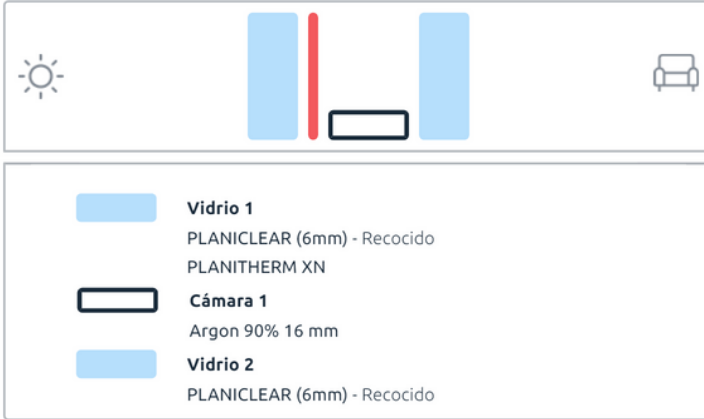 Vidrio 1
PLANICLEAR (6mm) - Recocido
PLANITHERM XN
Cámara 1
Argon 90% 16 mm
Vidrio 2
PLANICLEAR (6mm) - Recocido